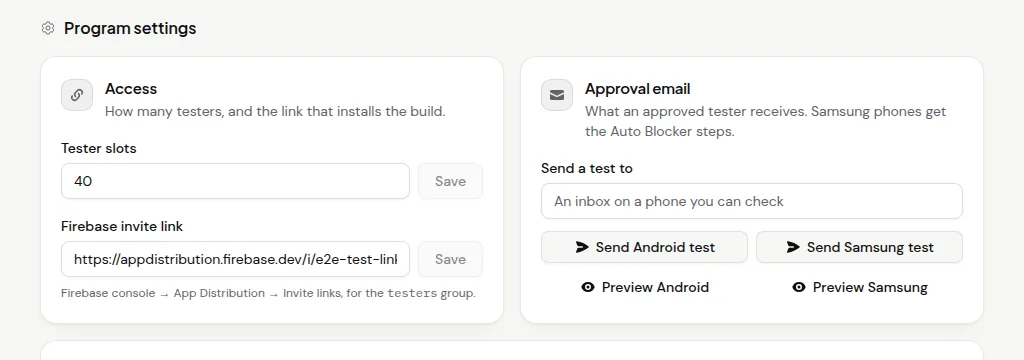 Program settings
Access
How many testers, and the link that installs the build.
Tester slots
40
Save
Firebase invite link
https://appdistribution.firebase.dev/i/e2e-test-link
Save
Firebase console → App Distribution → Invite links, for the testers group.
Approval email
What an approved tester receives. Samsung phones get
the Auto Blocker steps.
Send a test to
An inbox on a phone you can check
Send Android test
Send Samsung test
Preview Android
Preview Samsung